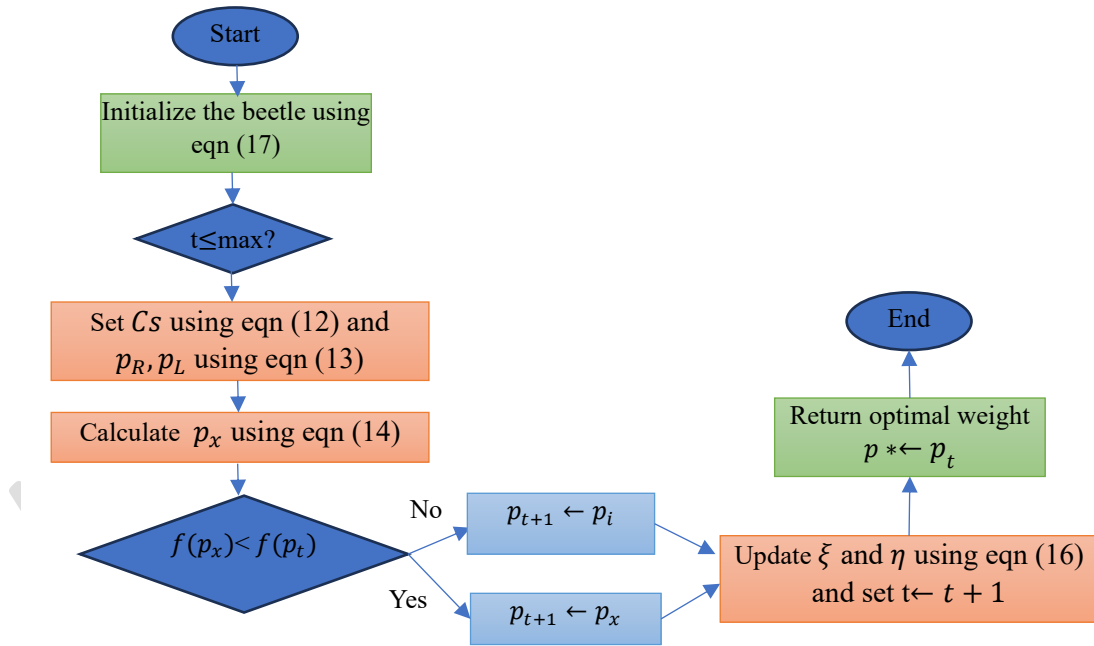 Start
Initialize the beetle using
eqn (17)
t≤max?
Set Cs using eqn (12) and
p_R, p_L using eqn (13)
Calculate p_x using eqn (14)
f(p_x)< f(p_t)
No
Yes
p_{t+1} ← p_i
p_{t+1} ← p_x
Update ξ and η using eqn (16)
and set t← t + 1
Return optimal weight
p *← p_t
End